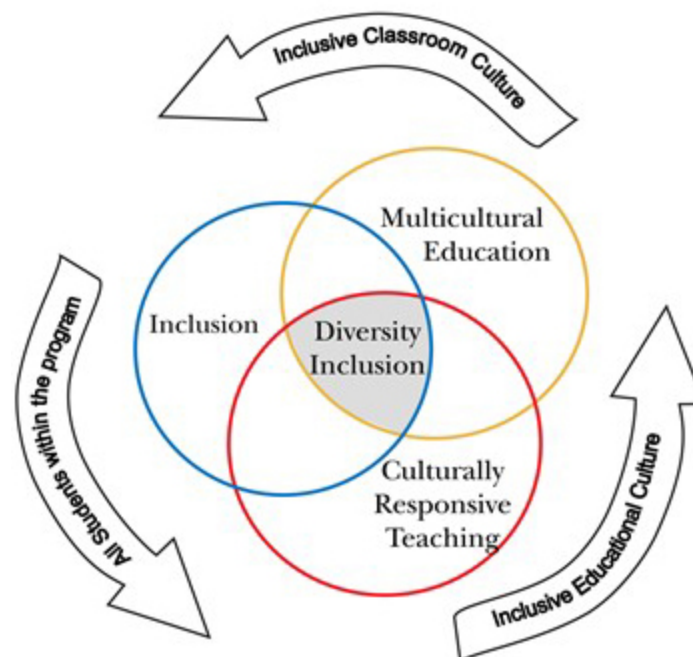 Inclusive Classroom Culture
Multicultural
Education
Inclusion
Diversity
Inclusion
All Students within the program
Culturally
Responsive
Teaching
Inclusive Educational Culture